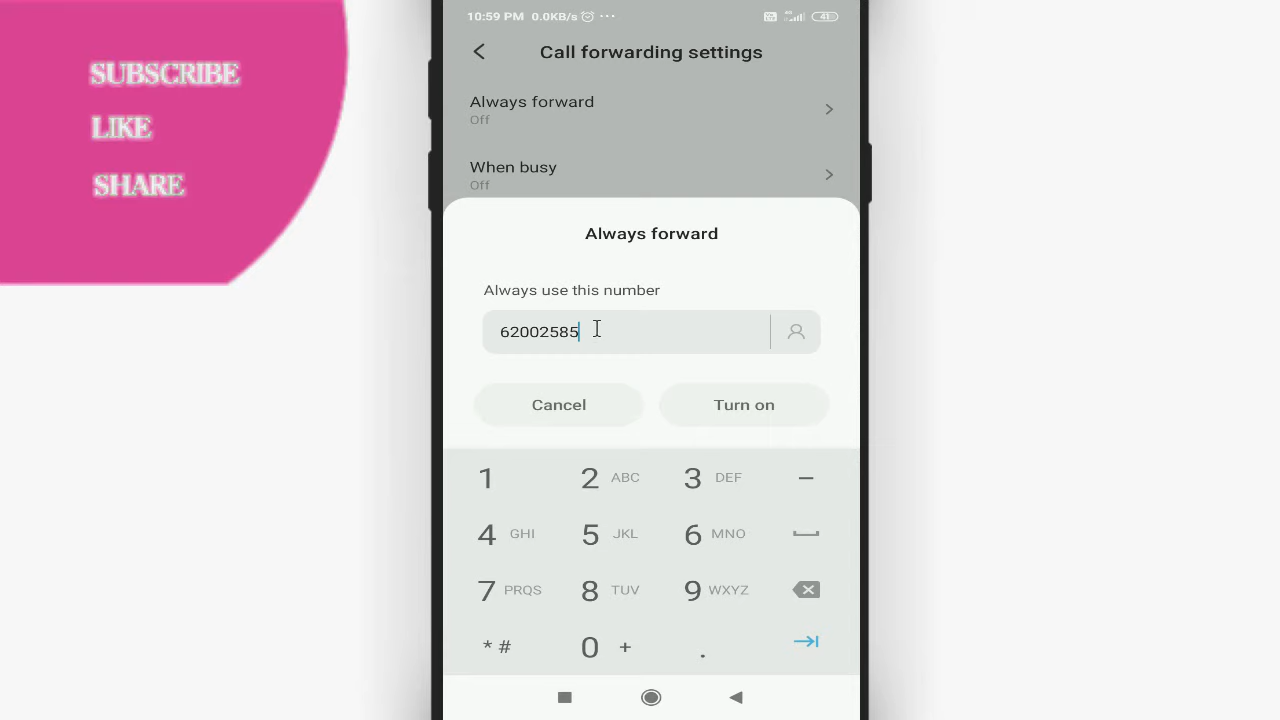 SUBSCRIBE
LIKE
SHARE
10:59 PM 0.0KB/s ··· 41
Call forwarding settings
Always forward
Off
When busy
Off
Always forward
Always use this number
62002585
Cancel Turn on
1 2 ABC 3 DEF –
4 GHI 5 JKL 6 MNO
7 PRQS 8 TUV 9 WXYZ
* # 0 + .